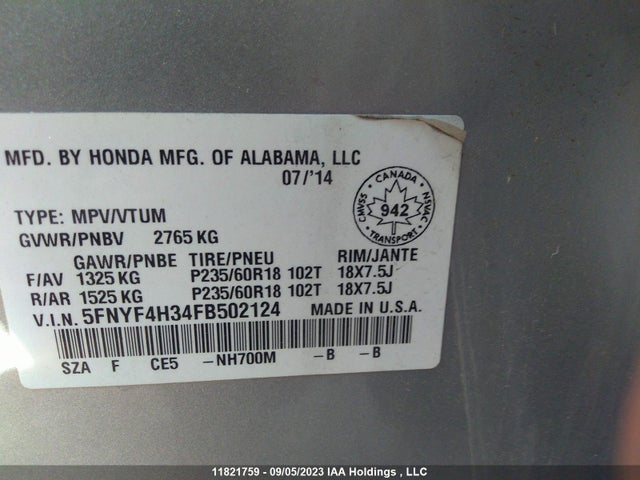 MFD. BY HONDA MFG. OF ALABAMA, LLC
07/'14
CANADA
CMVSS 942 NSVAC
TRANSPORT
TYPE: MPV/VTUM
GVWR/PNBV 2765 KG
GAWR/PNBE TIRE/PNEU RIM/JANTE
F/AV 1325 KG P235/60R18 102T 18X7.5J
R/AR 1525 KG P235/60R18 102T 18X7.5J
V.I.N. 5FNYF4H34FB502124 MADE IN U.S.A.
SZA F CE5 –NH700M –B –B
11821759 - 09/05/2023 IAA Holdings , LLC